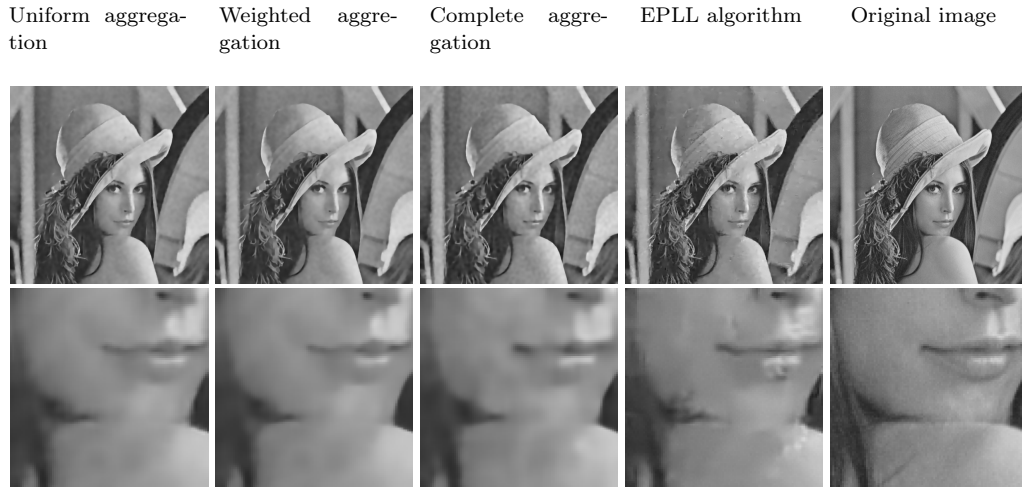 Uniform aggrega-
tion
Weighted aggre-
gation
Complete aggre-
gation
EPLL algorithm
Original image